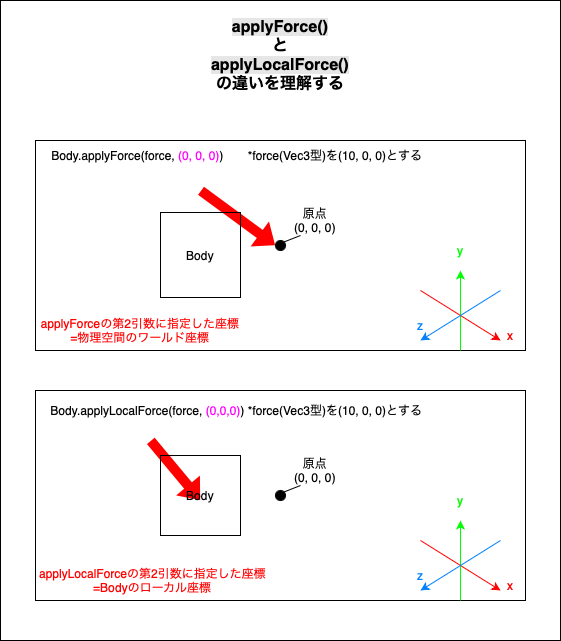 applyForce()
と
applyLocalForce()
の違いを理解する
Body.applyForce(force, (0, 0, 0)) *force(Vec3型)を(10, 0, 0)とする
原点
(0, 0, 0)
Body
y
applyForceの第2引数に指定した座標
=物理空間のワールド座標
z
x
Body.applyLocalForce(force, (0,0,0)) *force(Vec3型)を(10, 0, 0)とする
原点
(0, 0, 0)
Body
y
applyLocalForceの第2引数に指定した座標
=Bodyのローカル座標
z
x